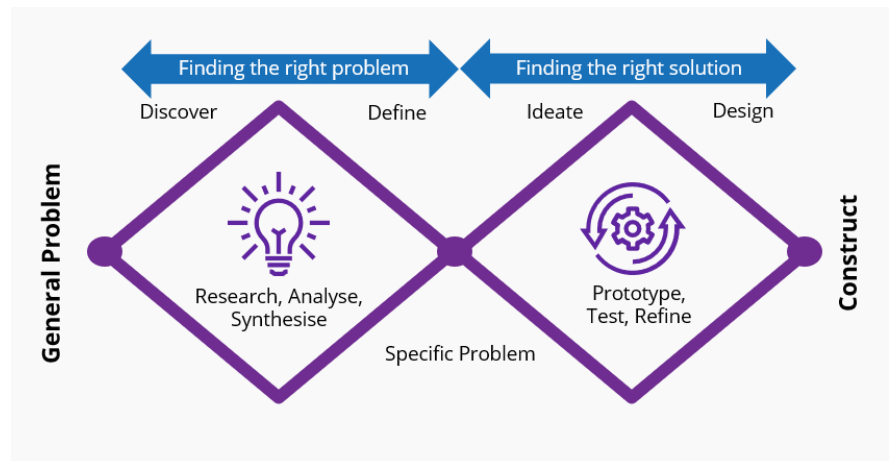 Finding the right problem
Finding the right solution
Discover
Define
Ideate
Design
General Problem
Research, Analyse,
Synthesise
Prototype,
Test, Refine
Construct
Specific Problem